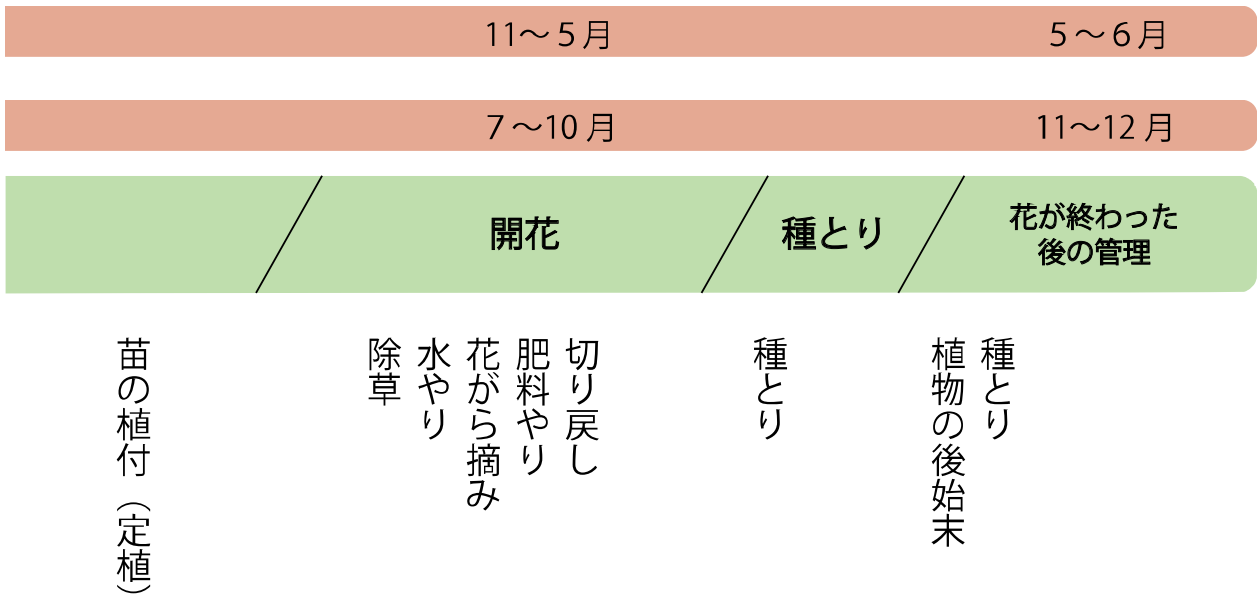 11～5月
5～6月
7～10月
11～12月
開花
種とり
花が終わった
後の管理
苗の植付（定植）
除草
水やり
花がら摘み
肥料やり
切り戻し
種とり
植物の後始末
種とり